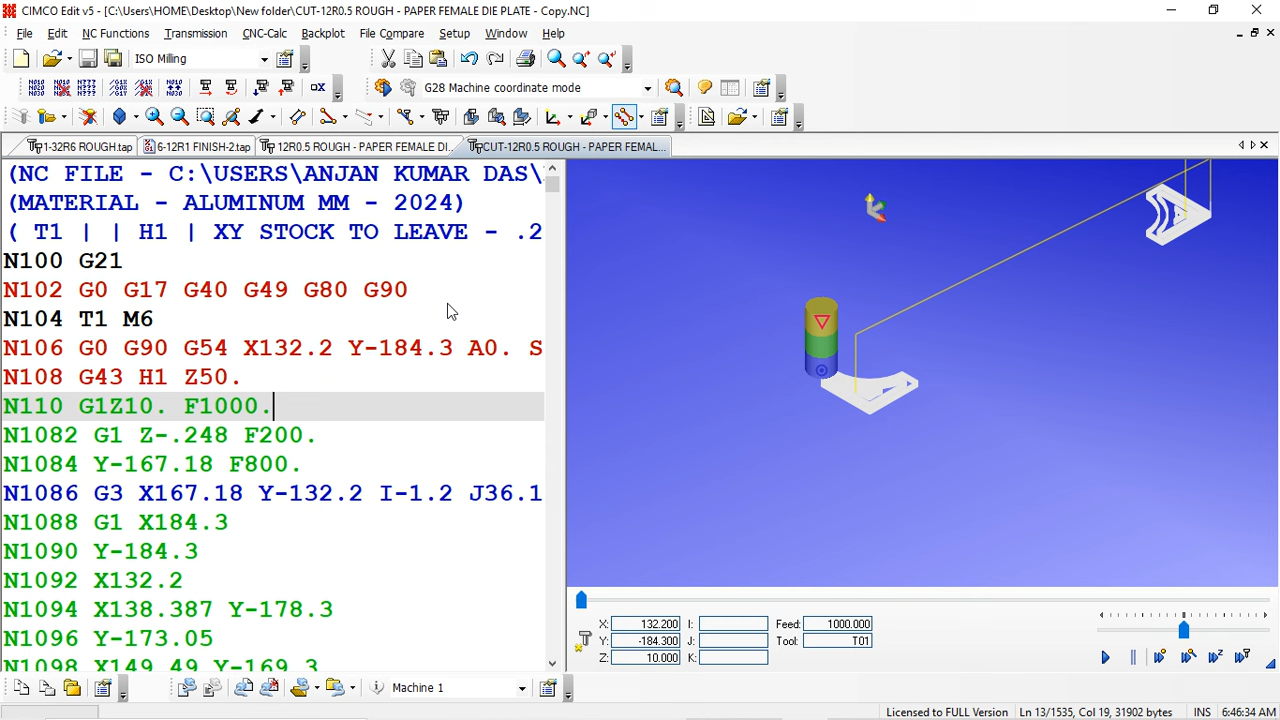 CIMCO Edit v5 - [C:\Users\HOME\Desktop\New folder\CUT-12R0.5 ROUGH - PAPER FEMALE DIE PLATE - Copy.NC]
File Edit NC Functions Transmission CNC-Calc Backplot File Compare Setup Window Help
ISO Milling
G28 Machine coordinate mode
1-32R6 ROUGH.tap 6-12R1 FINISH-2.tap 12R0.5 ROUGH - PAPER FEMALE DI... CUT-12R0.5 ROUGH - PAPER FEMAL...
(NC FILE - C:\USERS\ANJAN KUMAR DAS\
(MATERIAL - ALUMINUM MM - 2024)
( T1 | | H1 | XY STOCK TO LEAVE - .2
N100 G21
N102 G0 G17 G40 G49 G80 G90
N104 T1 M6
N106 G0 G90 G54 X132.2 Y-184.3 A0. S
N108 G43 H1 Z50.
N110 G1Z10. F1000.
N1082 G1 Z-.248 F200.
N1084 Y-167.18 F800.
N1086 G3 X167.18 Y-132.2 I-1.2 J36.1
N1088 G1 X184.3
N1090 Y-184.3
N1092 X132.2
N1094 X138.387 Y-178.3
N1096 Y-173.05
N1098 X149.49 Y-169.3
X: 132.200 I: Feed: 1000.000
Y: -184.300 J: Tool: T01
Z: 10.000 K:
Machine 1
Licensed to FULL Version Ln 13/1535, Col 19, 31902 bytes INS 6:46:34 AM